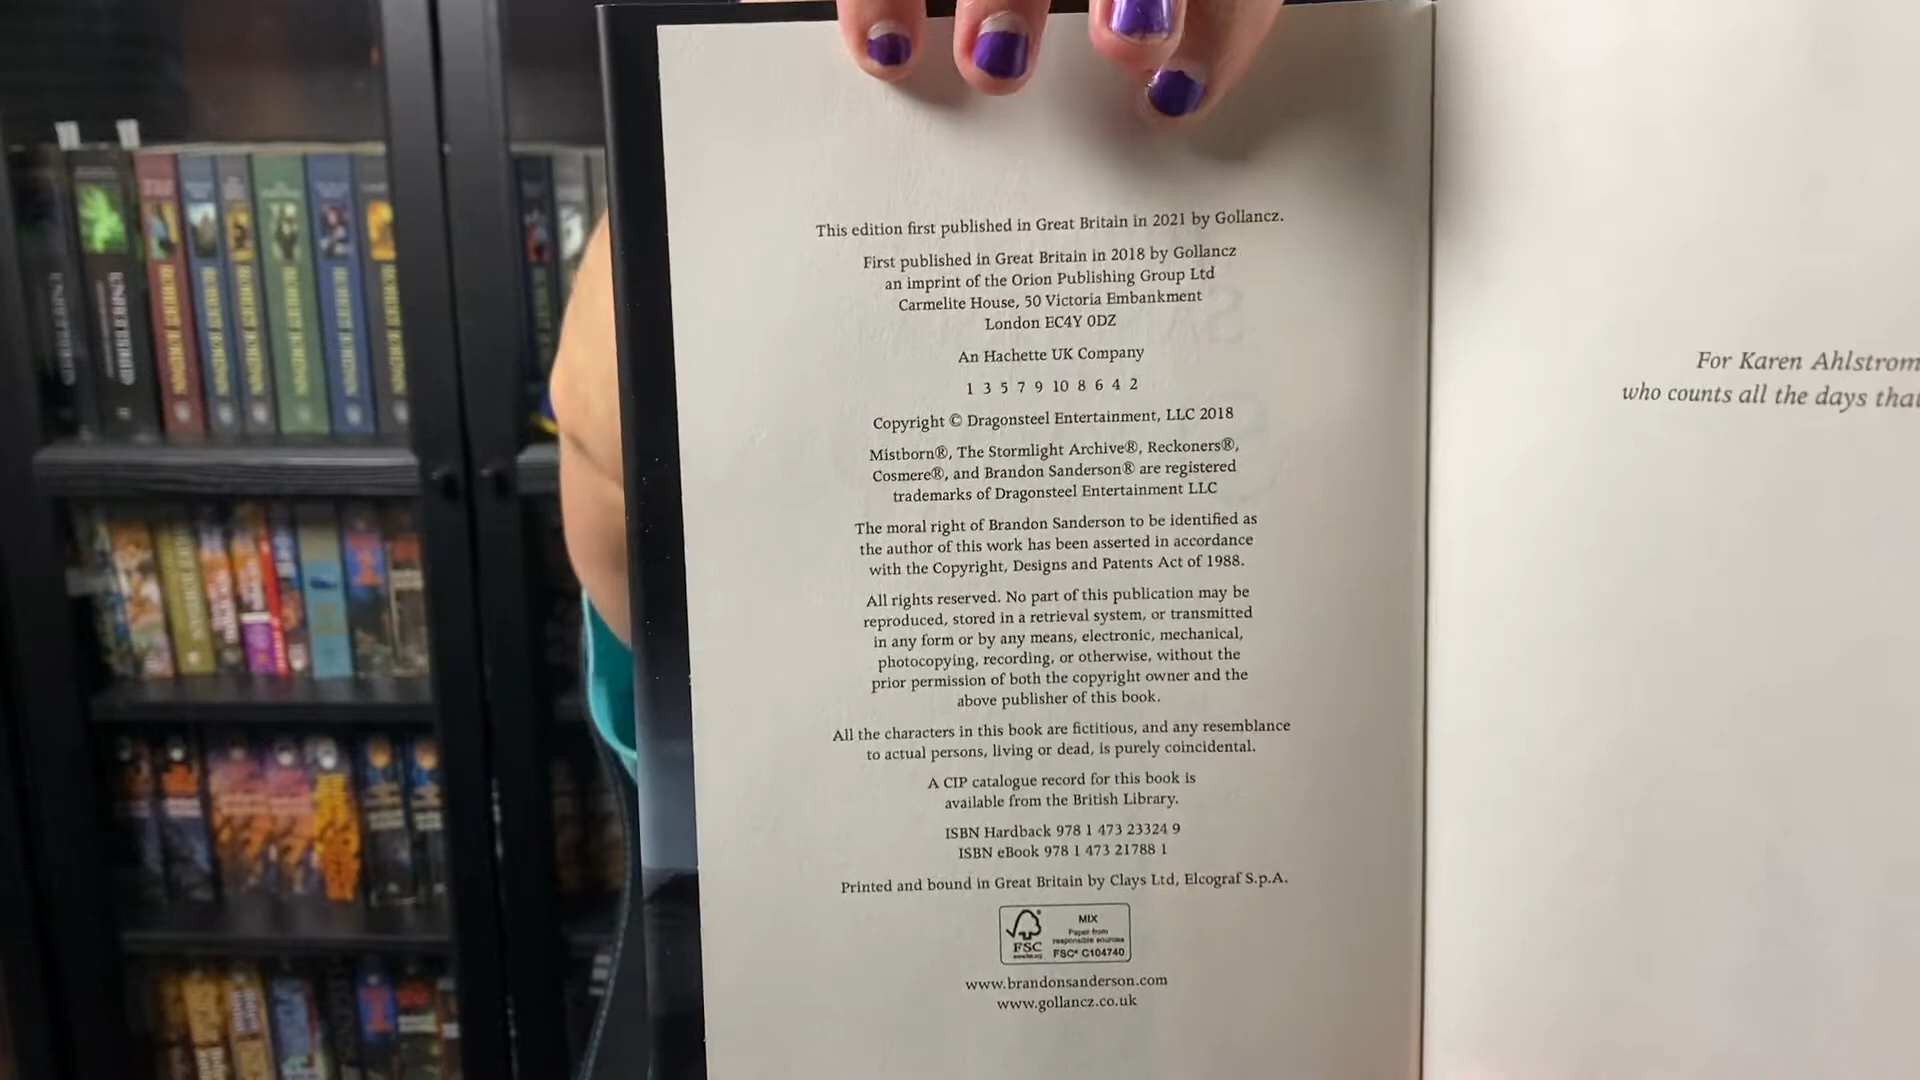 This edition first published in Great Britain in 2021 by Gollancz.
First published in Great Britain in 2018 by Gollancz
an imprint of the Orion Publishing Group Ltd
Carmelite House, 50 Victoria Embankment
London EC4Y 0DZ
An Hachette UK Company
1 3 5 7 9 10 8 6 4 2
Copyright © Dragonsteel Entertainment, LLC 2018
Mistborn®, The Stormlight Archive®, Reckoners®,
Cosmere®, and Brandon Sanderson® are registered
trademarks of Dragonsteel Entertainment LLC
The moral right of Brandon Sanderson to be identified as
the author of this work has been asserted in accordance
with the Copyright, Designs and Patents Act of 1988.
All rights reserved. No part of this publication may be
reproduced, stored in a retrieval system, or transmitted
in any form or by any means, electronic, mechanical,
photocopying, recording, or otherwise, without the
prior permission of both the copyright owner and the
above publisher of this book.
All the characters in this book are fictitious, and any resemblance
to actual persons, living or dead, is purely coincidental.
A CIP catalogue record for this book is
available from the British Library.
ISBN Hardback 978 1 473 23324 9
ISBN eBook 978 1 473 21788 1
Printed and bound in Great Britain by Clays Ltd, Elcograf S.p.A.
FSC
MIX
Paper from
responsible sources
FSC® C104740
www.brandonsanderson.com
www.gollancz.co.uk
For Karen Ahlstrom
who counts all the days that